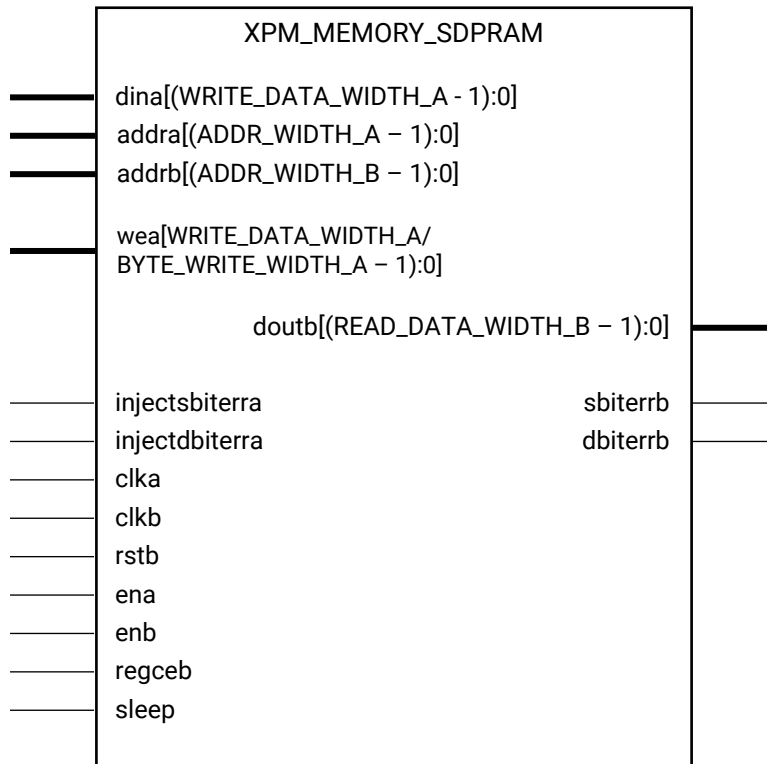 XPM_MEMORY_SDPRAM
dina[(WRITE_DATA_WIDTH_A - 1):0]
addra[(ADDR_WIDTH_A – 1):0]
addrb[(ADDR_WIDTH_B – 1):0]
wea[WRITE_DATA_WIDTH_A/
BYTE_WRITE_WIDTH_A – 1):0]
doutb[(READ_DATA_WIDTH_B – 1):0]
injectsbiterra sbiterrb
injectdbiterra dbiterrb
clka
clkb
rstb
ena
enb
regceb
sleep